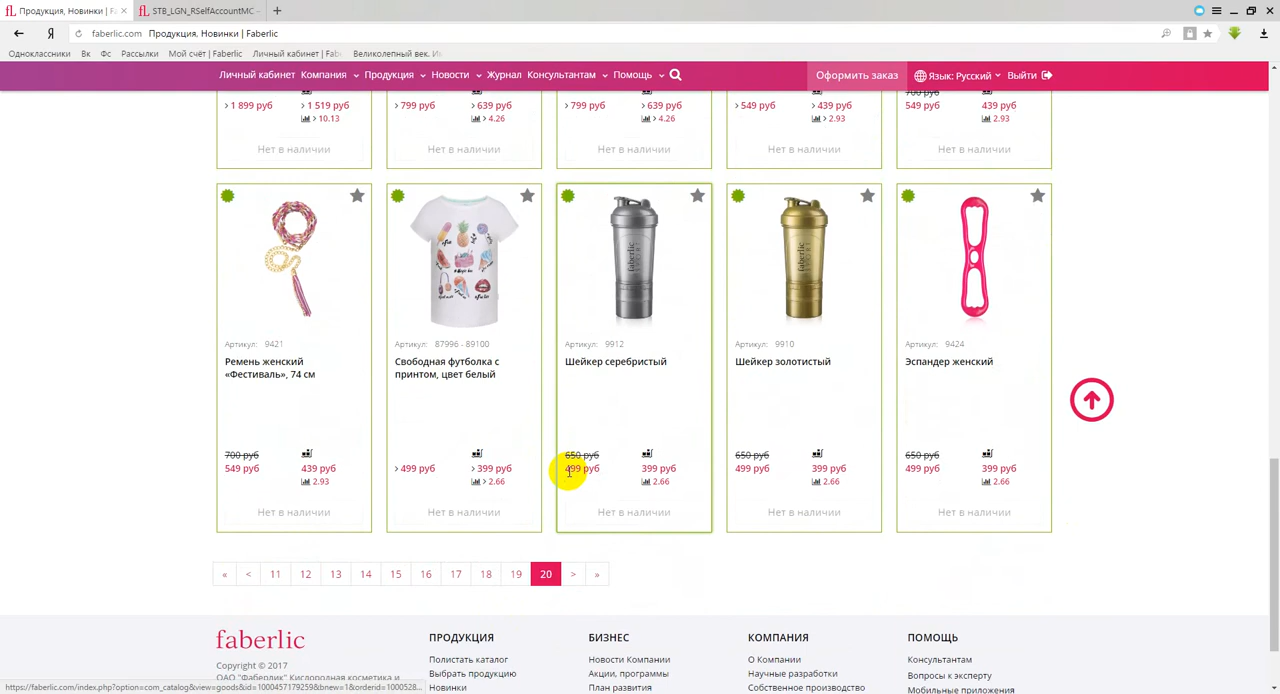 Продукция, Новинки | F
STB_LGN_RSelfAccountMC -
faberlic.com Продукция, Новинки | Faberlic
Одноклассники Вк Фс Рассылки Мой счёт | Faberlic Личный кабинет | Fab Великолепный век. И
Личный кабинет Компания Продукция Новости Журнал Консультантам Помощь Оформить заказ Язык: Русский Выйти
700 руб
> 1 899 руб > 1 519 руб > 799 руб > 639 руб > 799 руб > 639 руб > 549 руб > 439 руб 549 руб 439 руб
> 10.13 > 4.26 > 4.26 > 2.93 2.93
Нет в наличии Нет в наличии Нет в наличии Нет в наличии Нет в наличии
faberlic
Артикул: 9421 Артикул: 87996 - 89100 Артикул: 9912 Артикул: 9910 Артикул: 9424
Ремень женский Свободная футболка с Шейкер серебристый Шейкер золотистый Эспандер женский
«Фестиваль», 74 см принтом, цвет белый
700 руб 650 руб 650 руб 650 руб
549 руб 439 руб > 499 руб > 399 руб 499 руб 399 руб 499 руб 399 руб 499 руб 399 руб
2.93 > 2.66 2.66 2.66 2.66
Нет в наличии Нет в наличии Нет в наличии Нет в наличии Нет в наличии
« < 11 12 13 14 15 16 17 18 19 20 > »
faberlic ПРОДУКЦИЯ БИЗНЕС КОМПАНИЯ ПОМОЩЬ
Copyright © 2017 Полистать каталог Новости Компании О Компании Консультантам
ОАО "Фаберлик" Кислородная косметика и Выбрать продукцию Акции, программы Научные разработки Вопросы к эксперту
Новинки План развития Собственное производство Мобильные приложения
https://faberlic.com/index.php?option=com_catalog&view=goods&id=1000457179259&bnew=1&orderid=1000528...